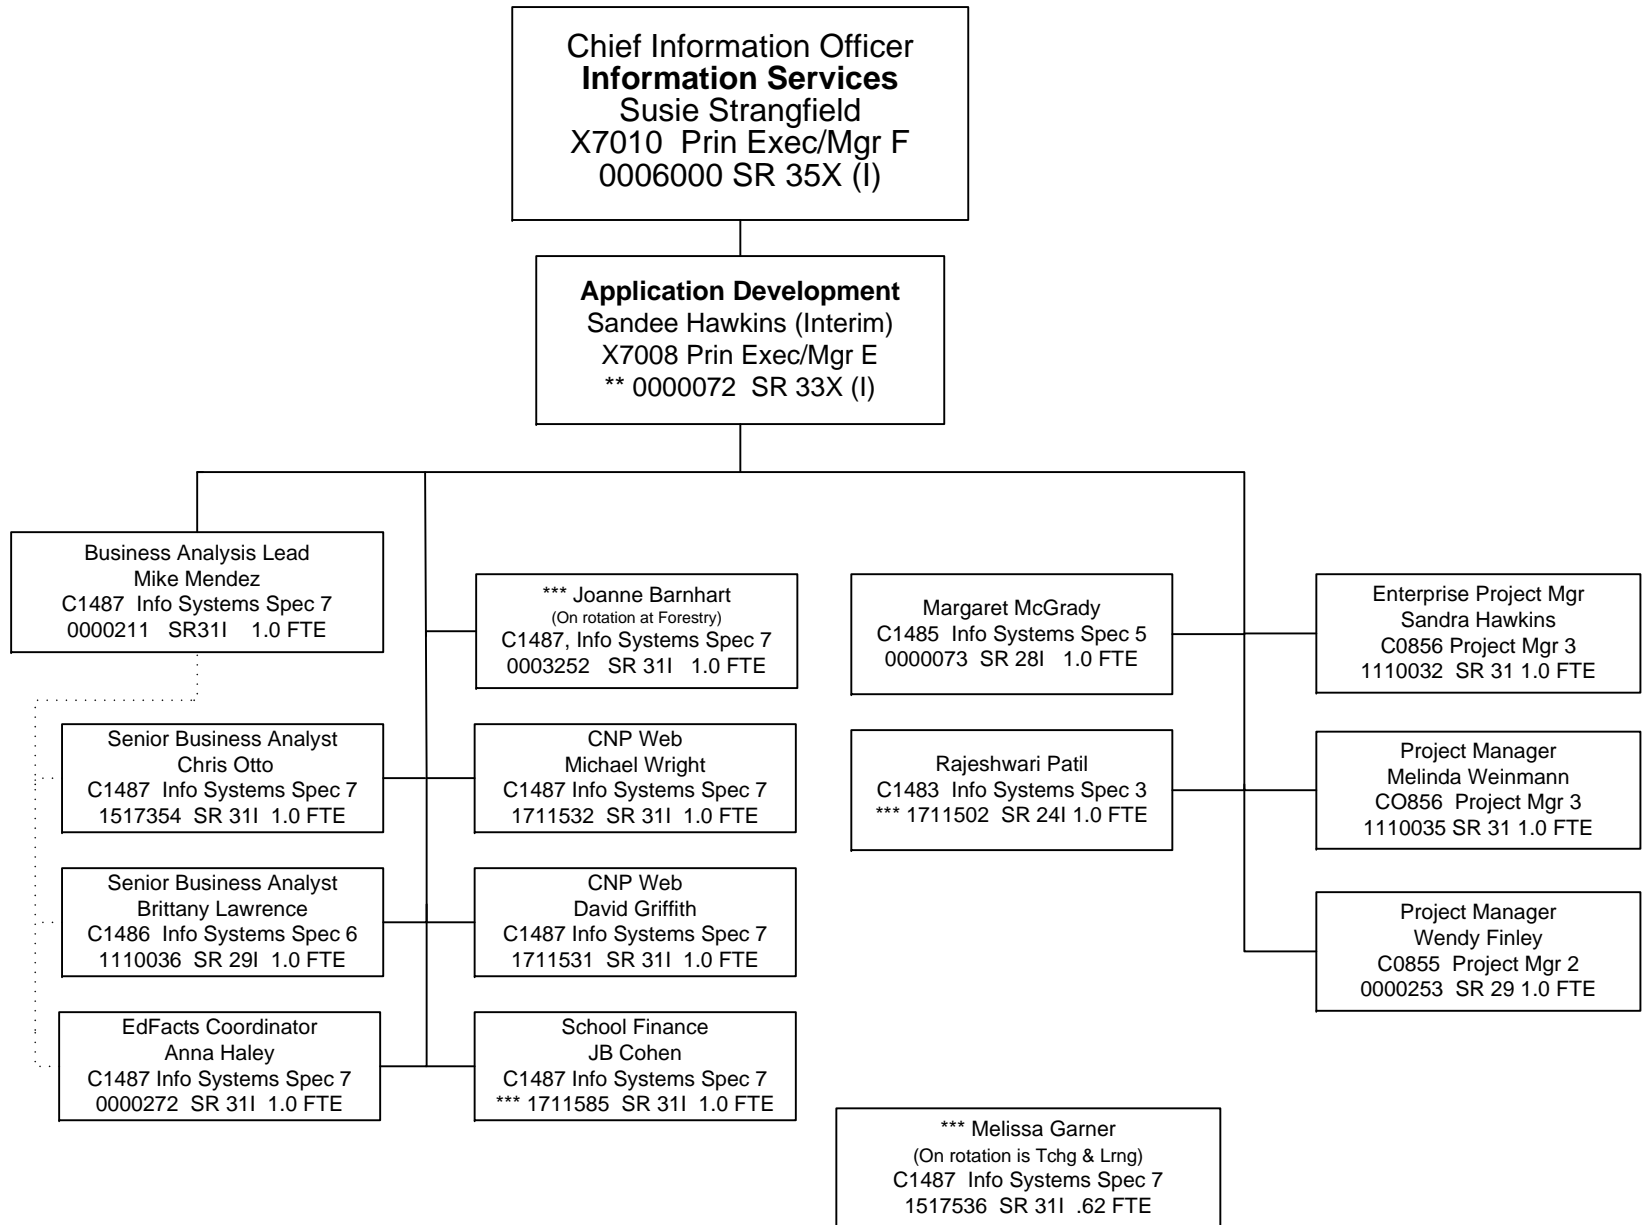 Chief Information Officer
Information Services
Susie Strangfield
X7010 Prin Exec/Mgr F
0006000 SR 35X (I)
Application Development
Sandee Hawkins (Interim)
X7008 Prin Exec/Mgr E
** 0000072 SR 33X (I)
Business Analysis Lead
Mike Mendez
C1487 Info Systems Spec 7
0000211 SR31I 1.0 FTE
Senior Business Analyst
Chris Otto
C1487 Info Systems Spec 7
1517354 SR 31I 1.0 FTE
Senior Business Analyst
Brittany Lawrence
C1486 Info Systems Spec 6
1110036 SR 29I 1.0 FTE
EdFacts Coordinator
Anna Haley
C1487 Info Systems Spec 7
0000272 SR 31I 1.0 FTE
*** Joanne Barnhart
(On rotation at Forestry)
C1487, Info Systems Spec 7
0003252 SR 31I 1.0 FTE
CNP Web
Michael Wright
C1487 Info Systems Spec 7
1711532 SR 31I 1.0 FTE
CNP Web
David Griffith
C1487 Info Systems Spec 7
1711531 SR 31I 1.0 FTE
School Finance
JB Cohen
C1487 Info Systems Spec 7
*** 1711585 SR 31I 1.0 FTE
Margaret McGrady
C1485 Info Systems Spec 5
0000073 SR 28I 1.0 FTE
Rajeshwari Patil
C1483 Info Systems Spec 3
*** 1711502 SR 24I 1.0 FTE
*** Melissa Garner
(On rotation is Tchg & Lrng)
C1487 Info Systems Spec 7
1517536 SR 31I .62 FTE
Enterprise Project Mgr
Sandra Hawkins
C0856 Project Mgr 3
1110032 SR 31 1.0 FTE
Project Manager
Melinda Weinmann
CO856 Project Mgr 3
1110035 SR 31 1.0 FTE
Project Manager
Wendy Finley
C0855 Project Mgr 2
0000253 SR 29 1.0 FTE